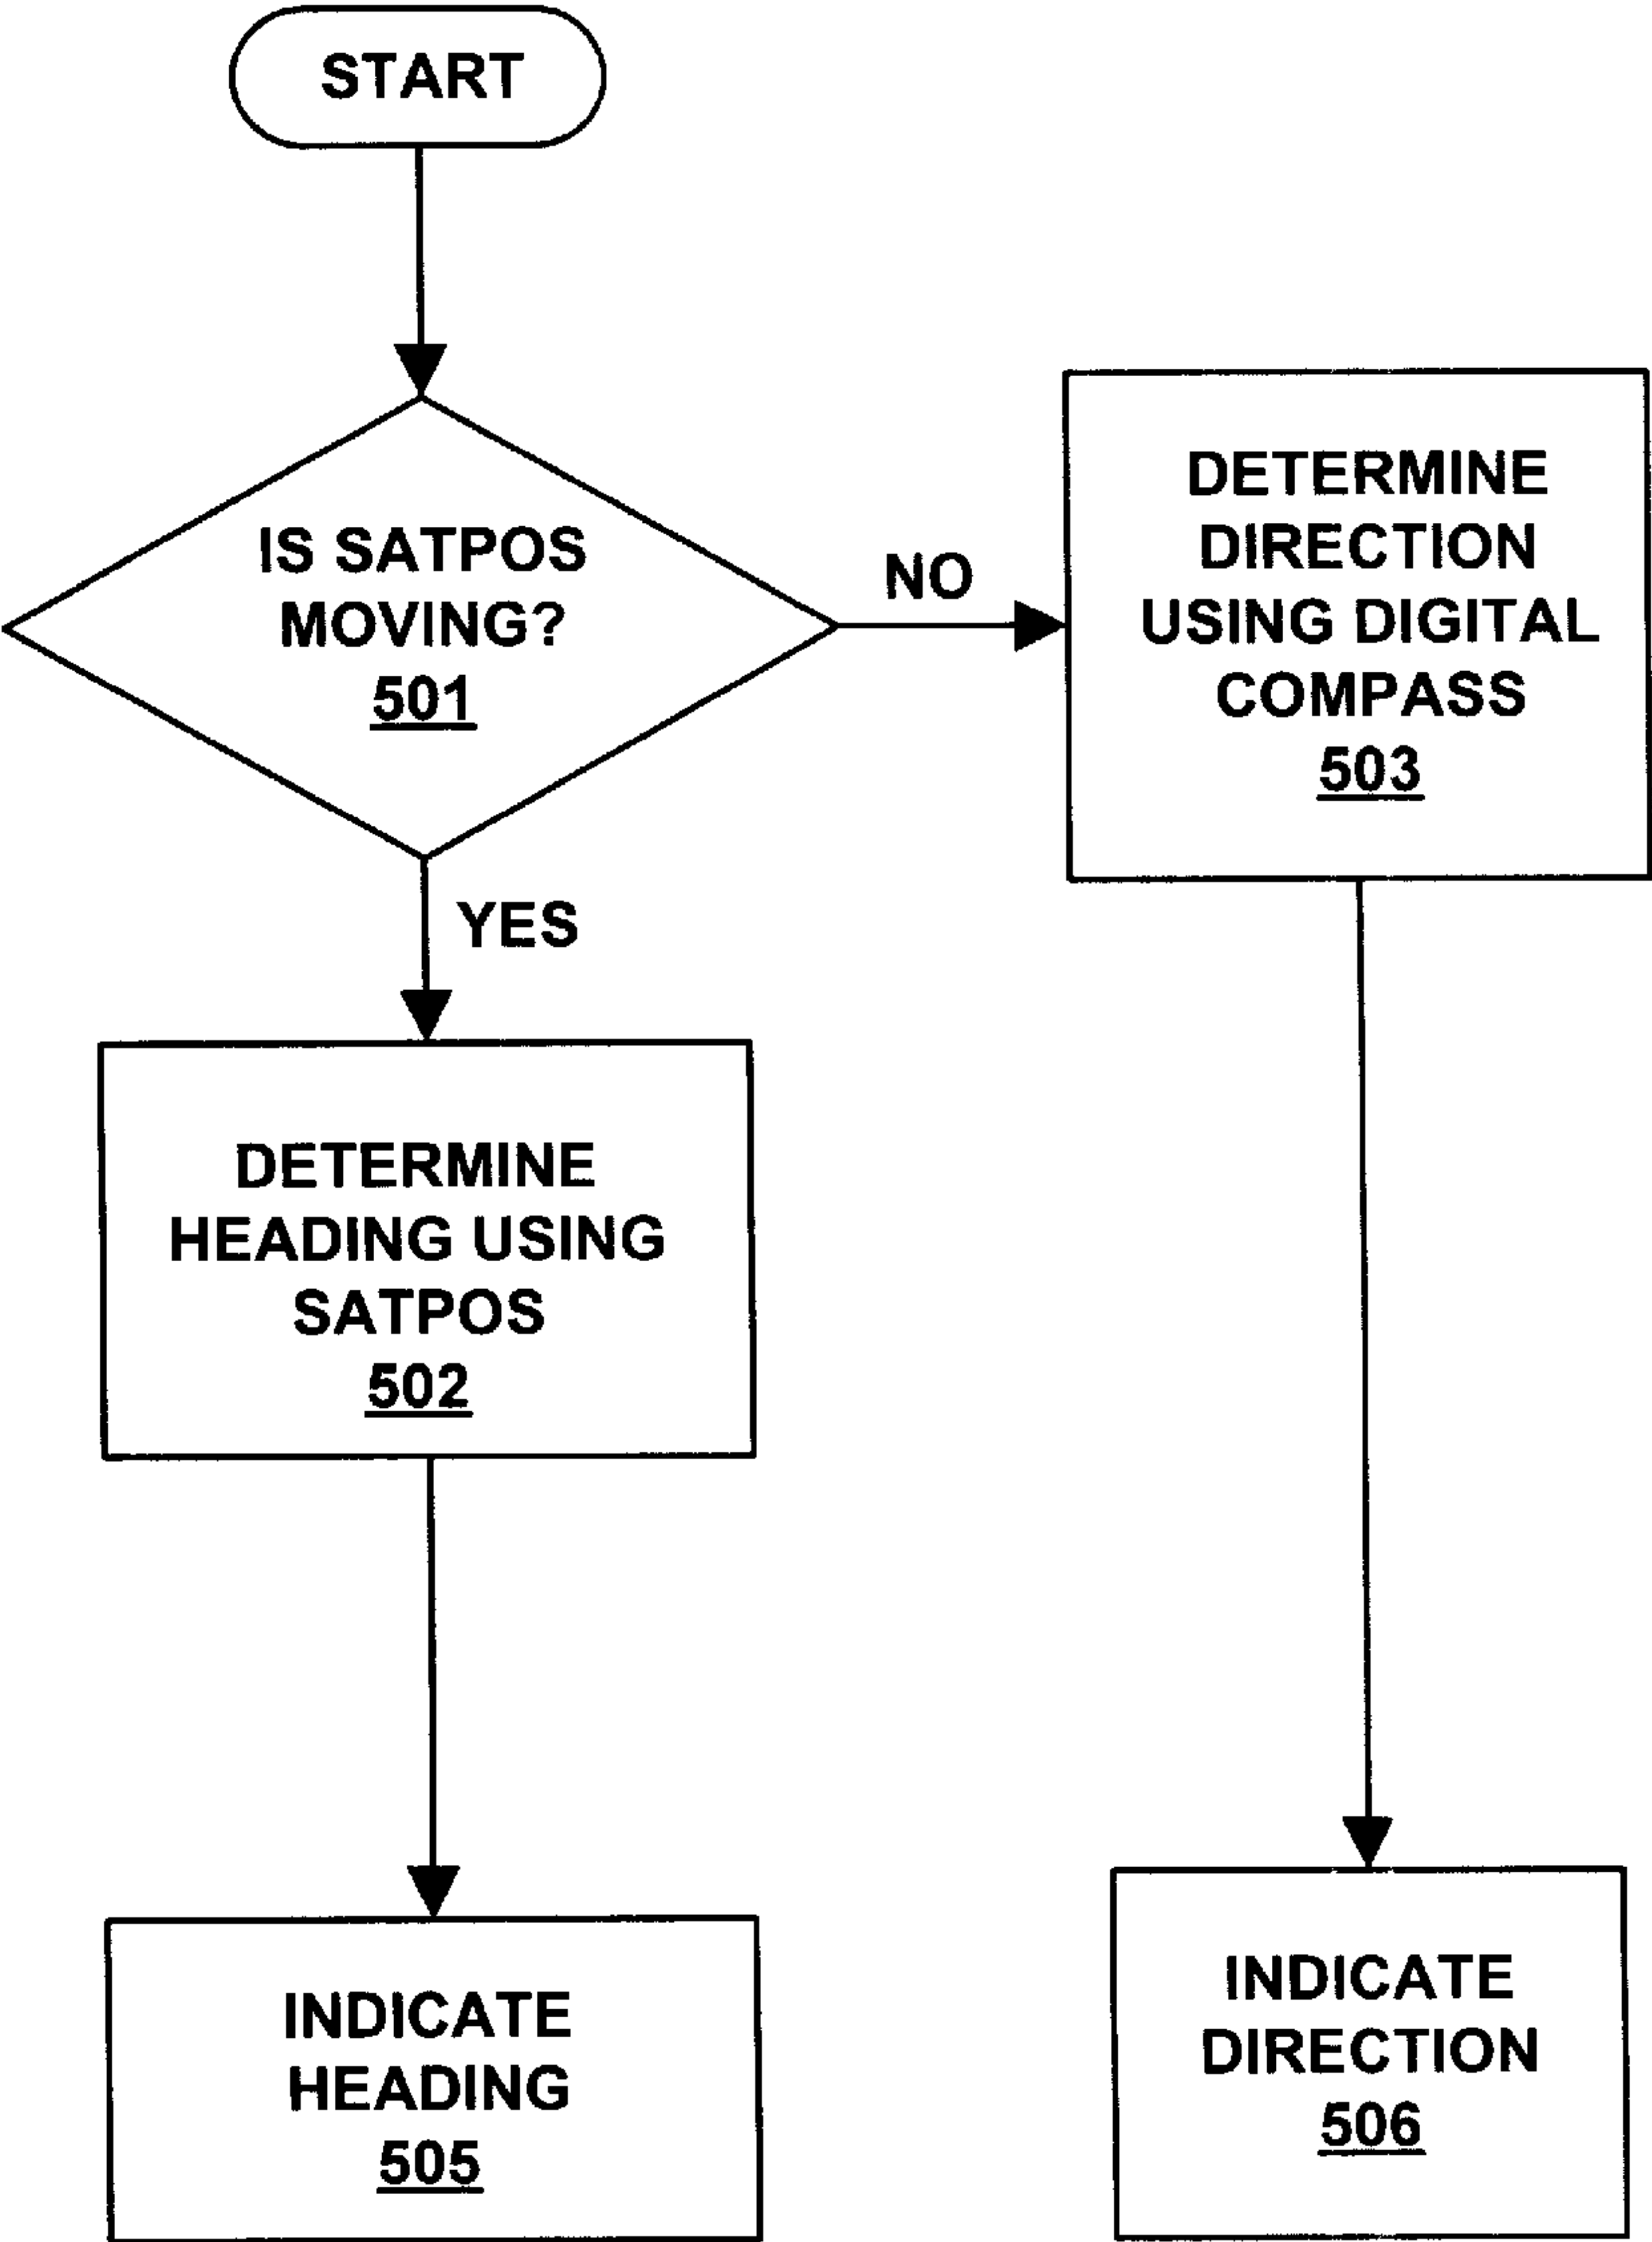 START
IS SATPOS
MOVING?
501
NO
DETERMINE
DIRECTION
USING DIGITAL
COMPASS
503
YES
DETERMINE
HEADING USING
SATPOS
502
INDICATE
HEADING
505
INDICATE
DIRECTION
506